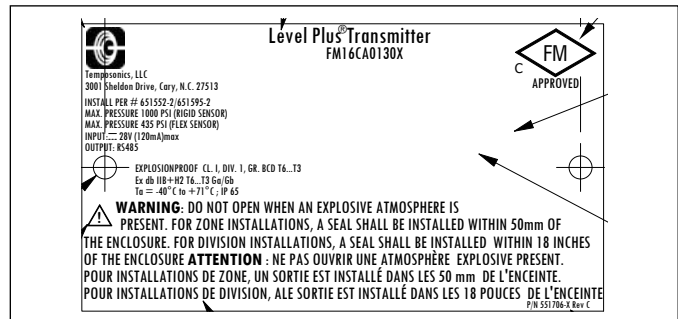 Level Plus® Transmitter
FM16CA0130X
FM
C
APPROVED
Temposonics, LLC
3001 Sheldon Drive, Cary, N.C. 27513
INSTALL PER # 651552-2/651595-2
MAX. PRESSURE 1000 PSI (RIGID SENSOR)
MAX. PRESSURE 435 PSI (FLEX SENSOR)
INPUT: ⎓ 28V (120mA)max
OUTPUT: RS485
EXPLOSIONPROOF CL. I, DIV. 1, GR. BCD T6...T3
Ex db IIB+H2 T6...T3 Ga/Gb
Ta = -40°C to +71°C ; IP 65
WARNING: DO NOT OPEN WHEN AN EXPLOSIVE ATMOSPHERE IS
PRESENT. FOR ZONE INSTALLATIONS, A SEAL SHALL BE INSTALLED WITHIN 50mm OF
THE ENCLOSURE. FOR DIVISION INSTALLATIONS, A SEAL SHALL BE INSTALLED WITHIN 18 INCHES
OF THE ENCLOSURE ATTENTION : NE PAS OUVRIR UNE ATMOSPHÈRE EXPLOSIVE PRESENT.
POUR INSTALLATIONS DE ZONE, UN SORTIE EST INSTALLÉ DANS LES 50 mm DE L'ENCEINTE.
POUR INSTALLATIONS DE DIVISION, ALE SORTIE EST INSTALLÉ DANS LES 18 POUCES DE L'ENCEINTE
P/N 551706-X Rev C